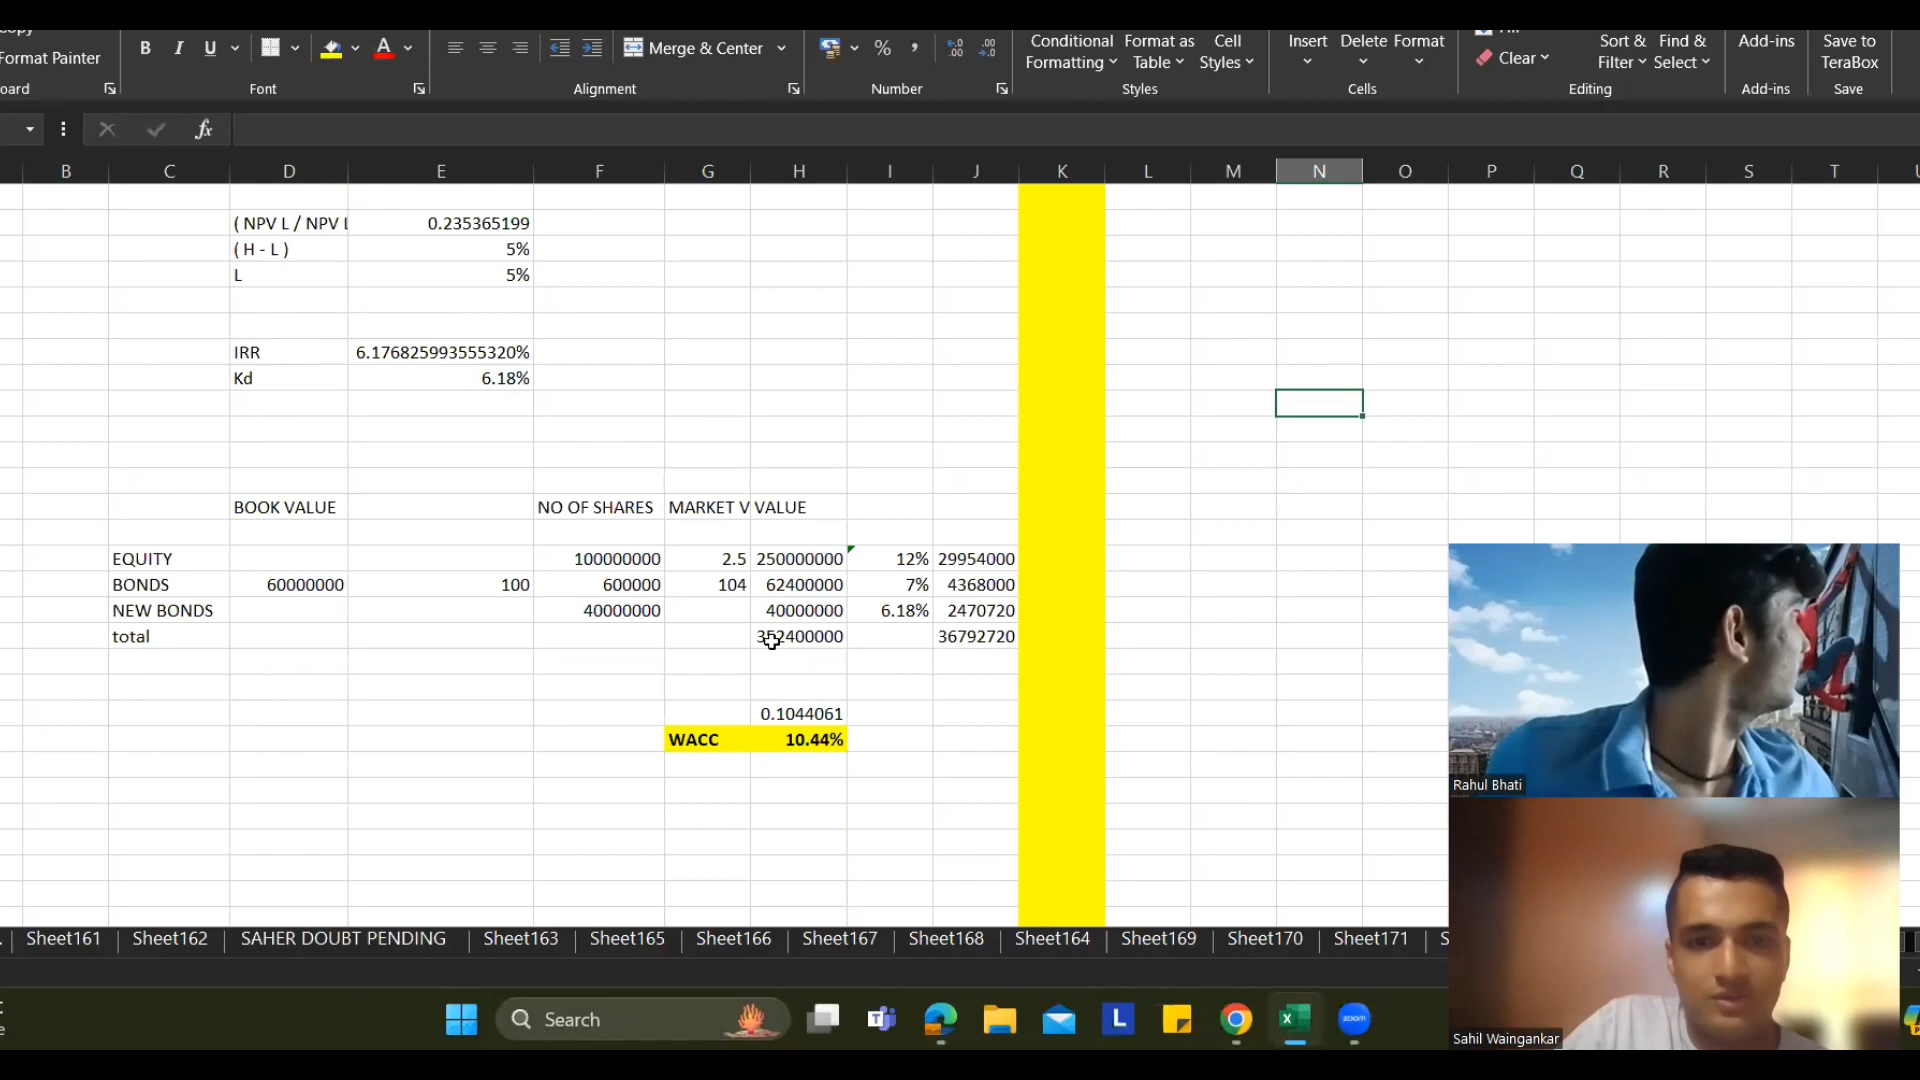 Format Painter B I U A Merge & Center % , Conditional Formatting Format as Table Cell Styles Insert Delete Format Clear Sort & Filter Find & Select Add-ins Save to TeraBox
Font Alignment Number Styles Cells Editing Add-ins Save
fx
B C D E F G H I J K L M N O P Q R S T
( NPV L / NPV L 0.235365199
( H - L ) 5%
L 5%
IRR 6.176825993555320%
Kd 6.18%
BOOK VALUE NO OF SHARES MARKET V VALUE
EQUITY 100000000 2.5 250000000 12% 29954000
BONDS 60000000 100 600000 104 62400000 7% 4368000
NEW BONDS 40000000 40000000 6.18% 2470720
total 352400000 36792720
0.1044061
WACC 10.44%
Rahul Bhati
Sahil Waingankar
Sheet161 Sheet162 SAHER DOUBT PENDING Sheet163 Sheet165 Sheet166 Sheet167 Sheet168 Sheet164 Sheet169 Sheet170 Sheet171
Search L zoom